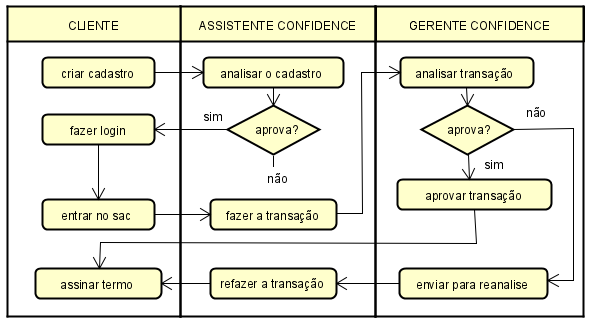 CLIENTE
ASSISTENTE CONFIDENCE
GERENTE CONFIDENCE
criar cadastro
analisar o cadastro
analisar transação
sim
não
fazer login
aprova?
aprova?
não
sim
aprovar transação
entrar no sac
fazer a transação
assinar termo
refazer a transação
enviar para reanalise